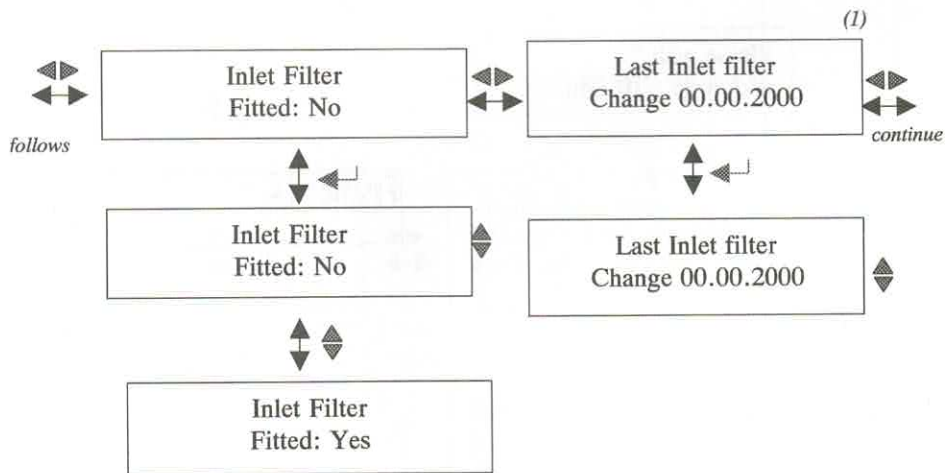 (1)
Inlet Filter
Fitted: No
Last Inlet filter
Change 00.00.2000
follows
continue
Inlet Filter
Fitted: No
Last Inlet filter
Change 00.00.2000
Inlet Filter
Fitted: Yes